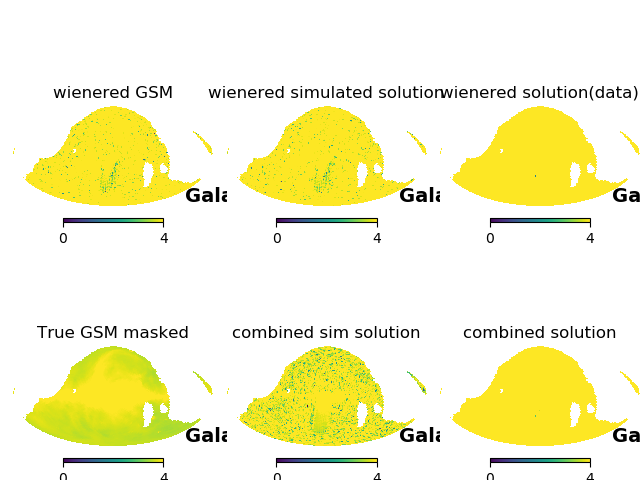 wienered GSM
wienered simulated solution
wienered solution(data)
Gala
Gala
Ga
0 4
0 4
0 4
True GSM masked
combined sim solution
combined solution
Gala
Gala
Ga
0 4
0 4
0 4